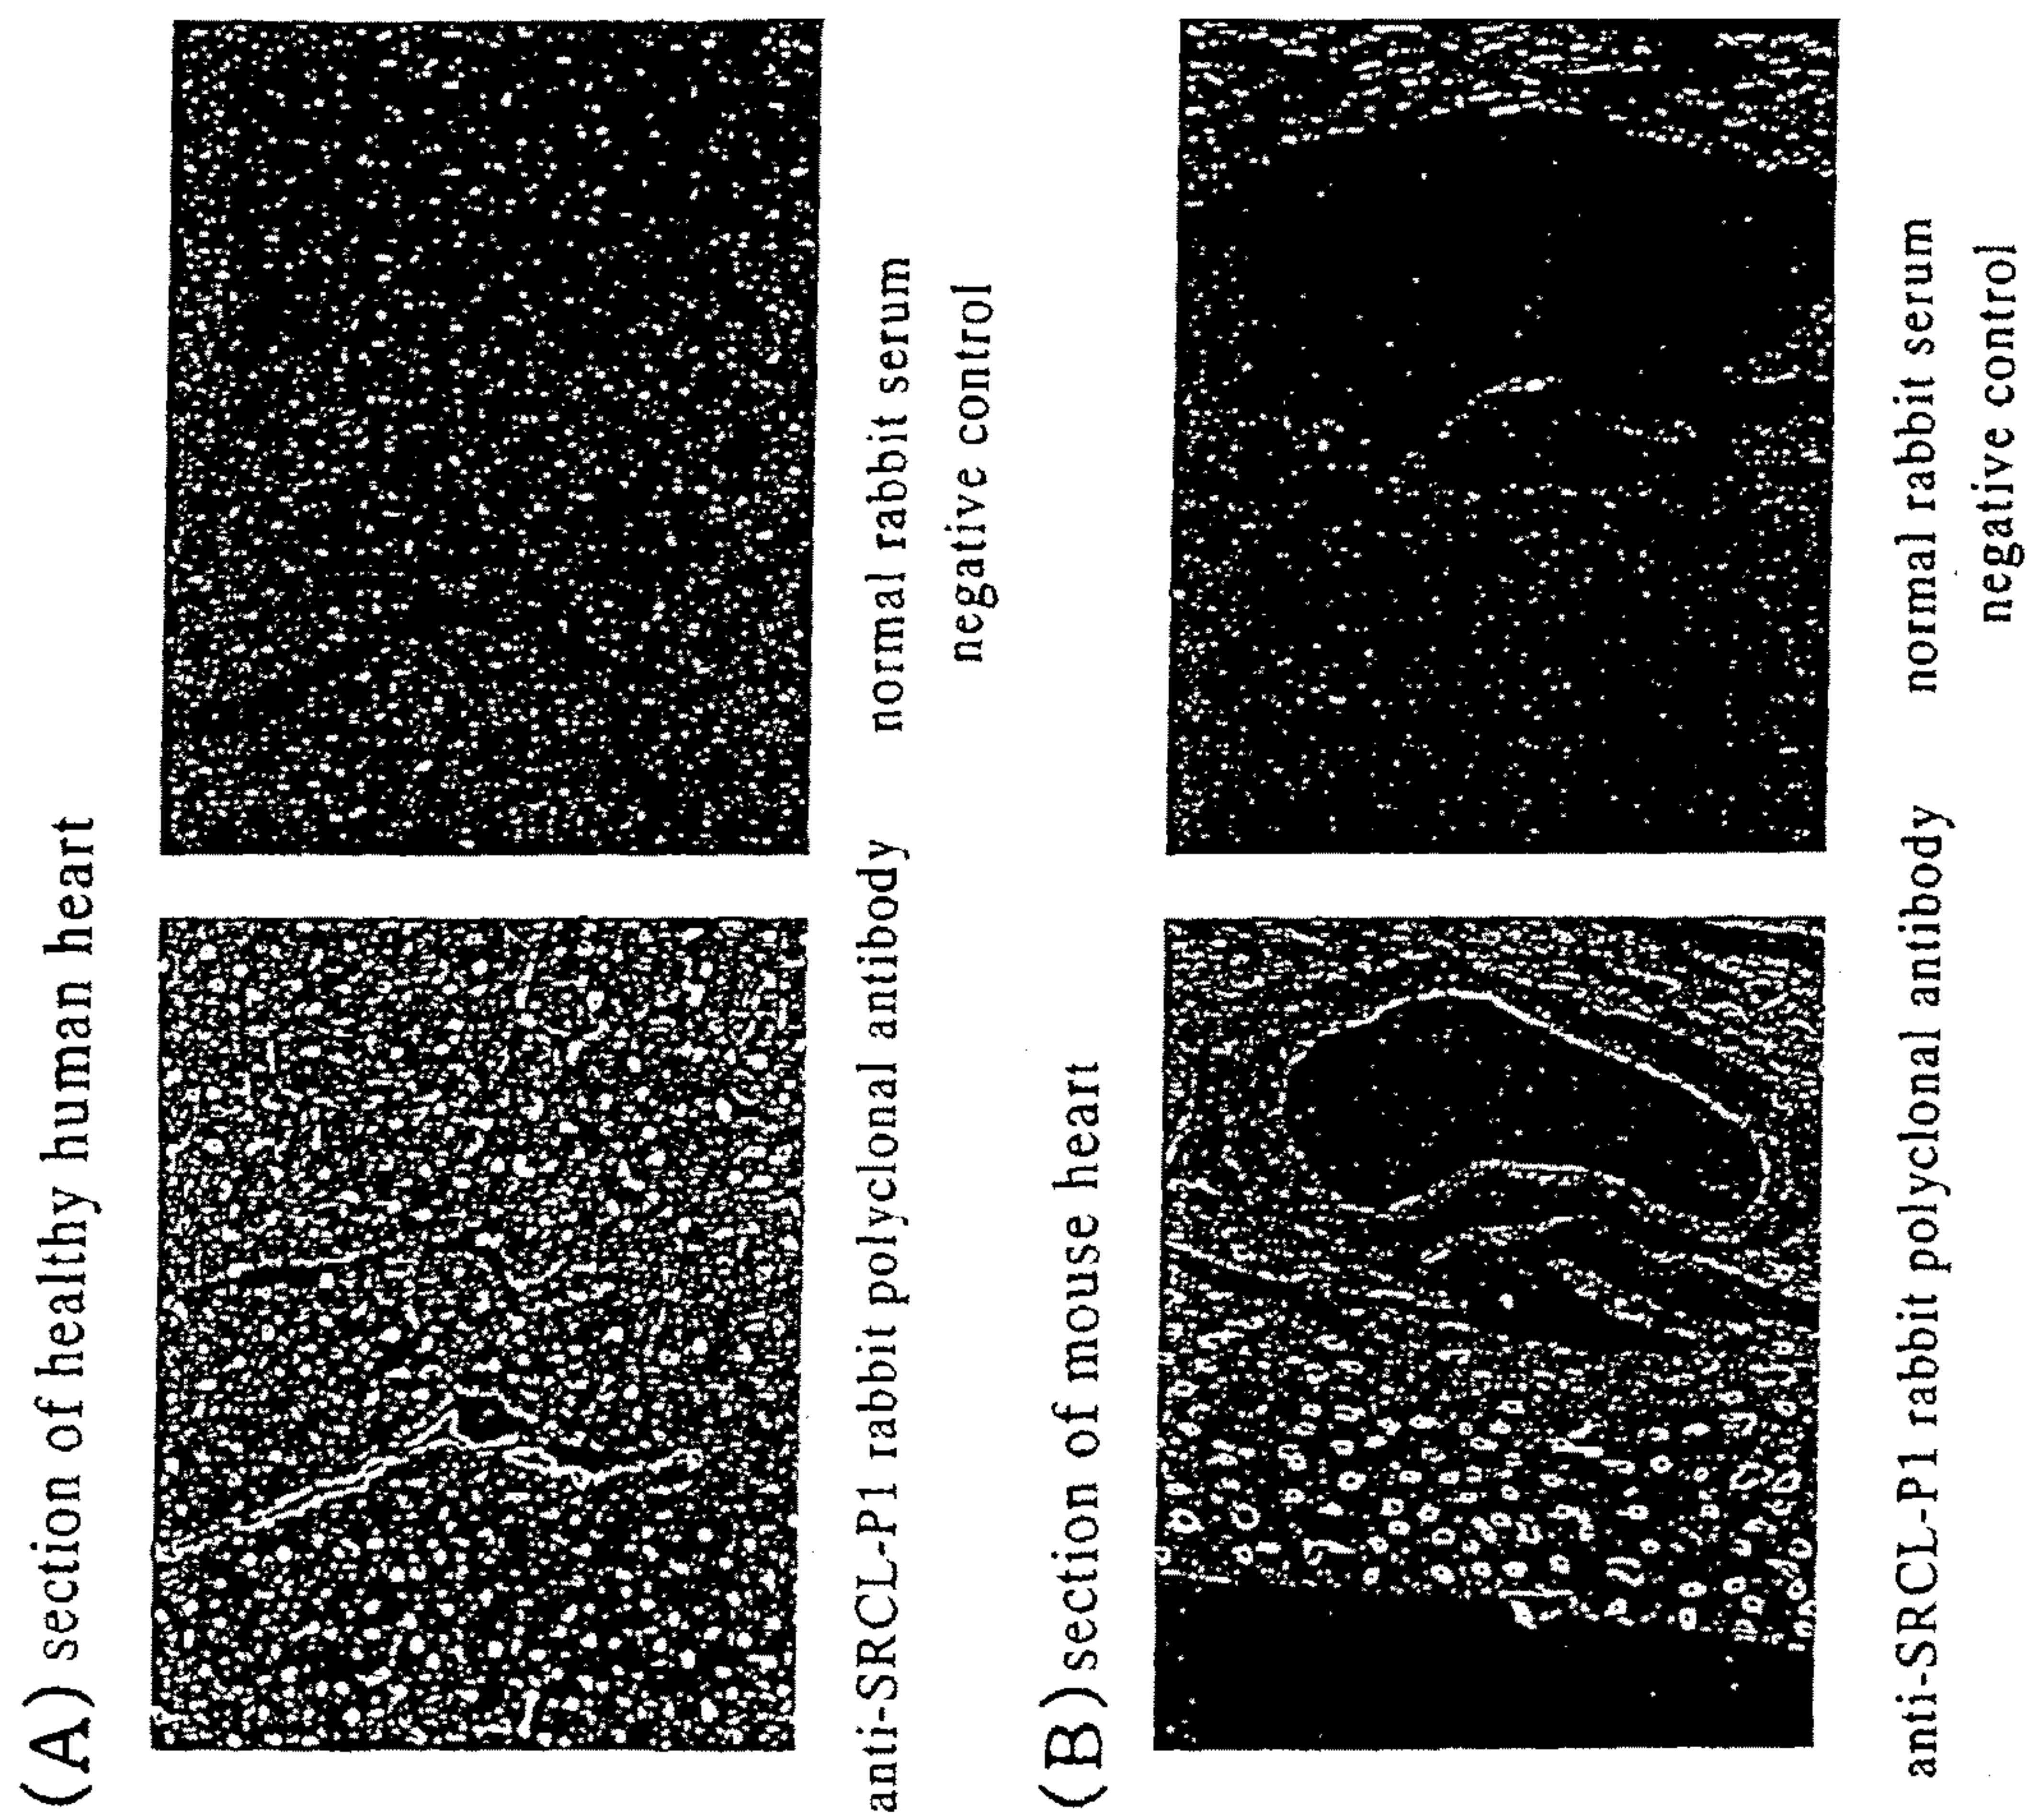 (A) section of healthy human heart
anti-SRCL-P1 rabbit polyclonal antibody
normal rabbit serum
negative control
(B) section of mouse heart
anti-SRCL-P1 rabbit polyclonal antibody
normal rabbit serum
negative control